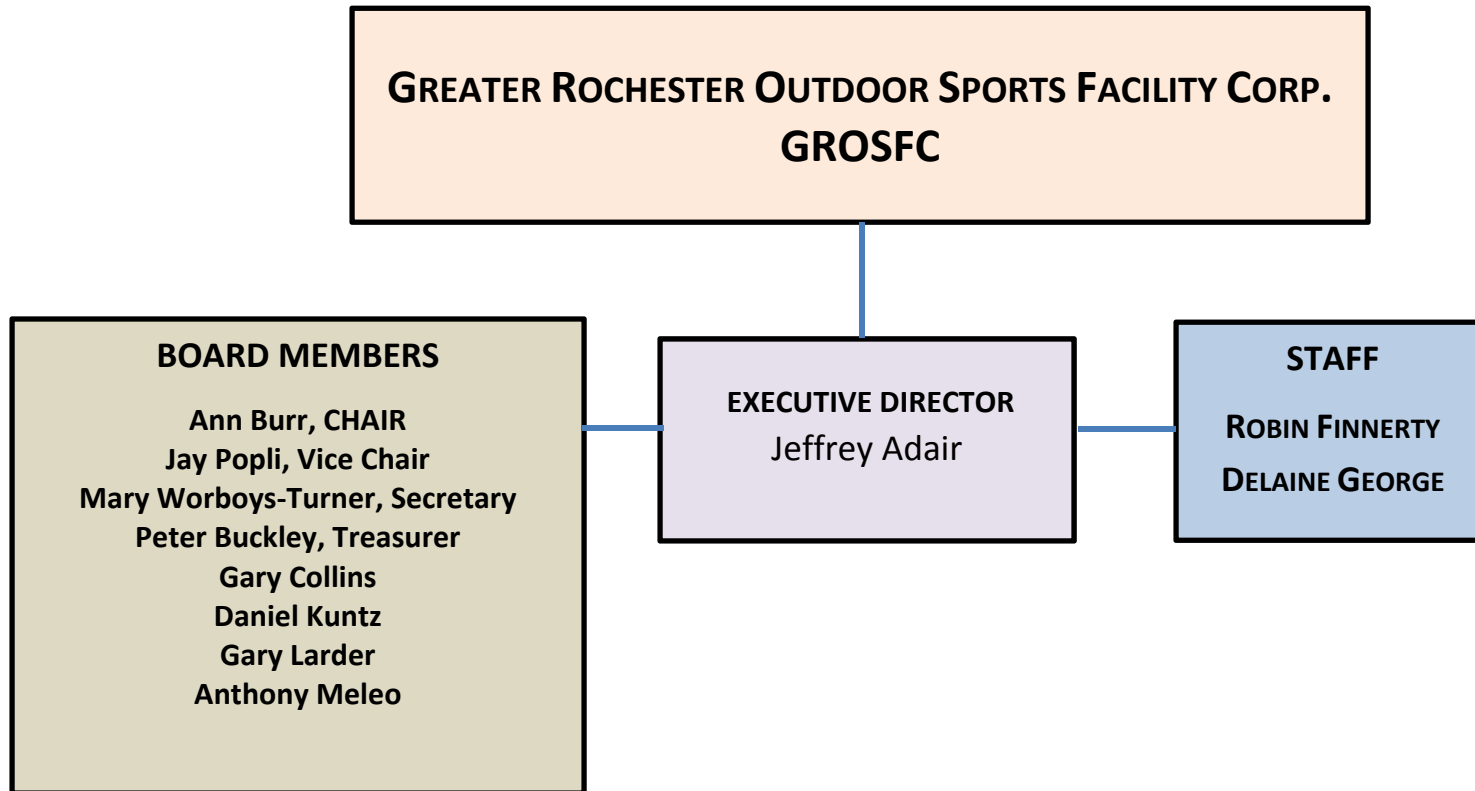 GREATER ROCHESTER OUTDOOR SPORTS FACILITY CORP.
GROSFC
BOARD MEMBERS
Ann Burr, CHAIR
Jay Popli, Vice Chair
Mary Worboys-Turner, Secretary
Peter Buckley, Treasurer
Gary Collins
Daniel Kuntz
Gary Larder
Anthony Meleo
EXECUTIVE DIRECTOR
Jeffrey Adair
STAFF
ROBIN FINNERTY
DELAINE GEORGE